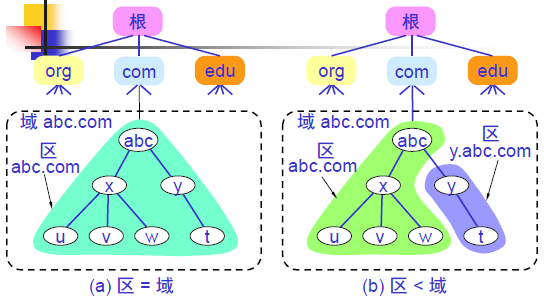 根
org
com
edu
域 abc.com
区
abc.com
abc
x
y
u
v
w
t
(a) 区 = 域
根
org
com
edu
域 abc.com
区
abc.com
区
y.abc.com
abc
x
y
u
v
w
t
(b) 区 < 域